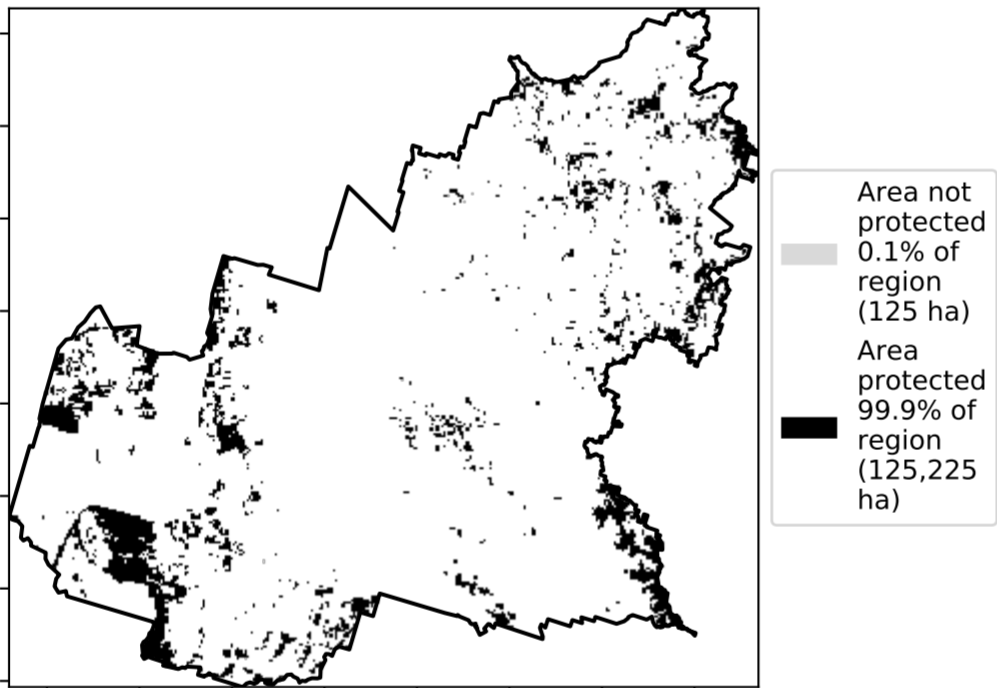 Area not
protected
0.1% of
region
(125 ha)
Area
protected
99.9% of
region
(125,225
ha)